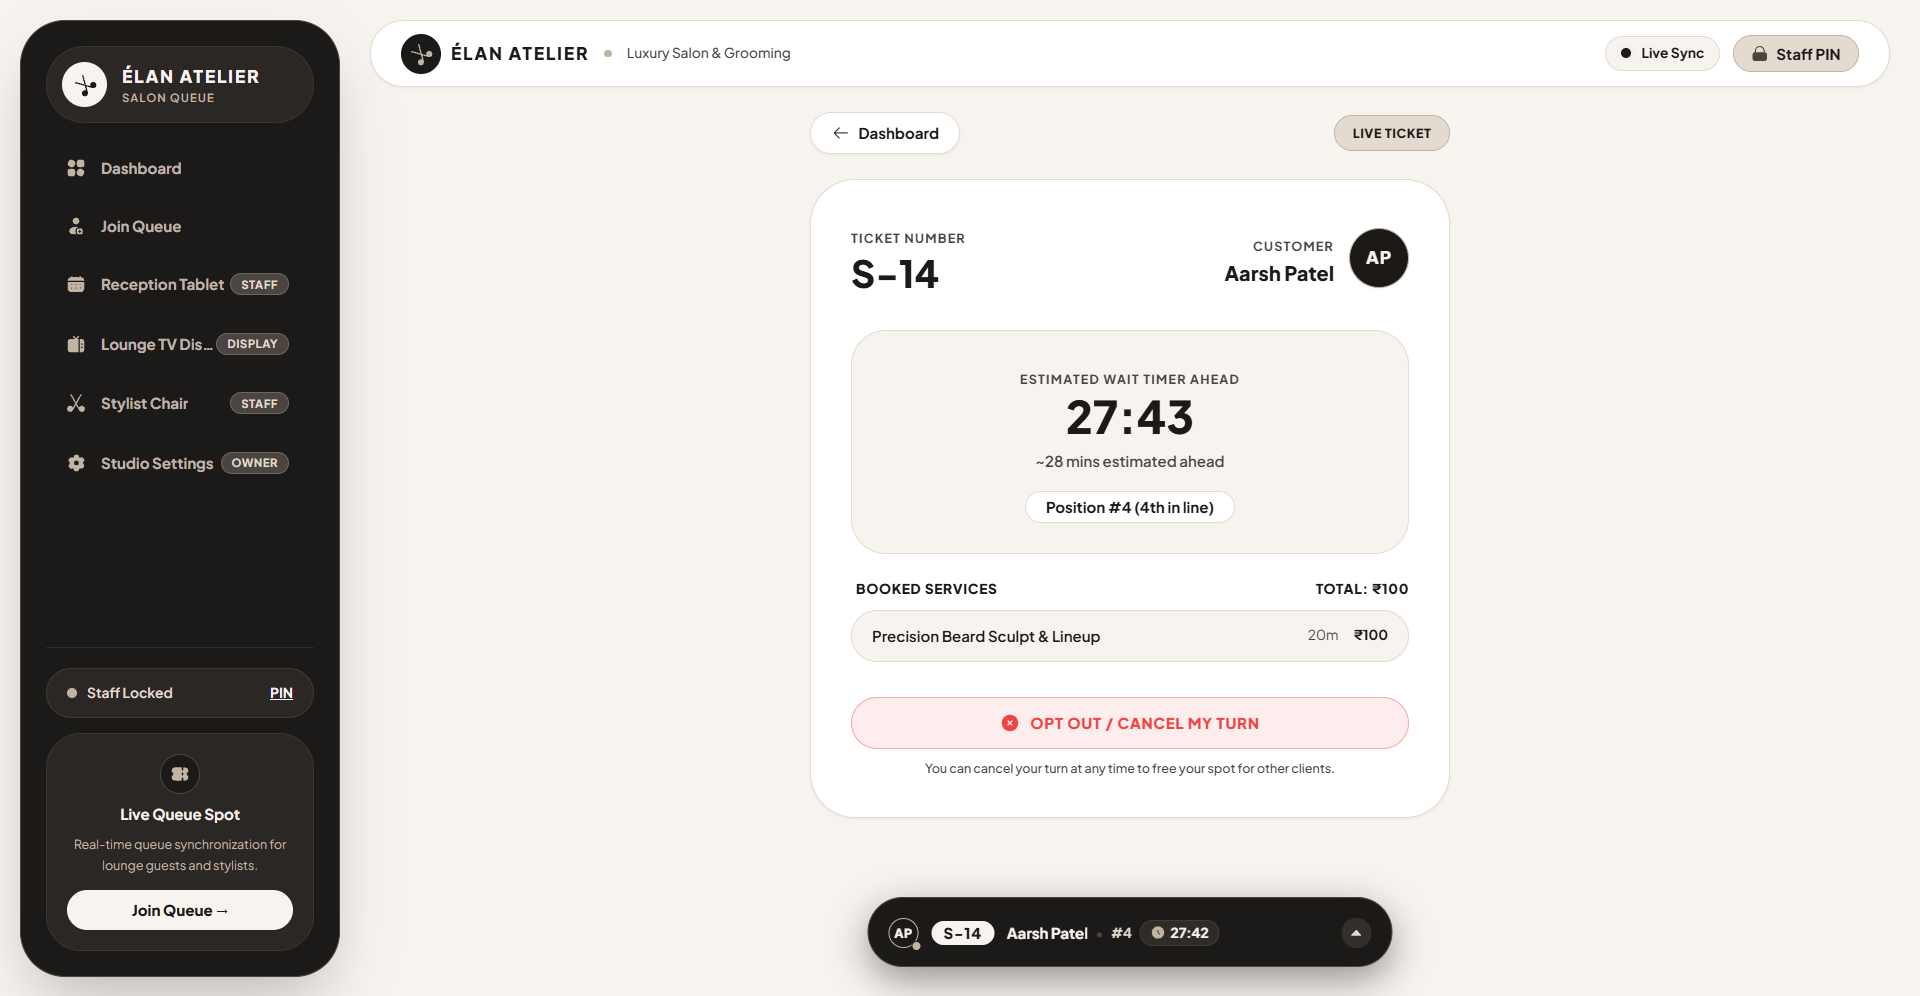 ÉLAN ATELIER
SALON QUEUE
Dashboard
Join Queue
Reception Tablet STAFF
Lounge TV Dis... DISPLAY
Stylist Chair STAFF
Studio Settings OWNER
Staff Locked PIN
Live Queue Spot
Real-time queue synchronization for
lounge guests and stylists.
Join Queue →
ÉLAN ATELIER Luxury Salon & Grooming Live Sync Staff PIN
← Dashboard LIVE TICKET
TICKET NUMBER
S-14
CUSTOMER
Aarsh Patel
AP
ESTIMATED WAIT TIMER AHEAD
27:43
~28 mins estimated ahead
Position #4 (4th in line)
BOOKED SERVICES TOTAL: ₹100
Precision Beard Sculpt & Lineup 20m ₹100
OPT OUT / CANCEL MY TURN
You can cancel your turn at any time to free your spot for other clients.
AP S-14 Aarsh Patel • #4 27:42